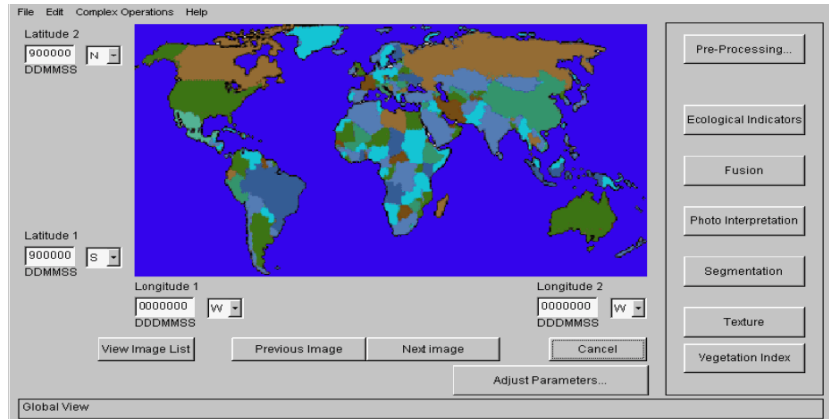 File Edit Complex Operations Help
Latitude 2
900000 N
DDMMSS
Latitude 1
900000 S
DDMMSS
Longitude 1
0000000 W
DDDMMSS
Longitude 2
0000000 W
DDDMMSS
View Image List
Previous Image
Next image
Cancel
Adjust Parameters...
Pre-Processing...
Ecological Indicators
Fusion
Photo Interpretation
Segmentation
Texture
Vegetation Index
Global View